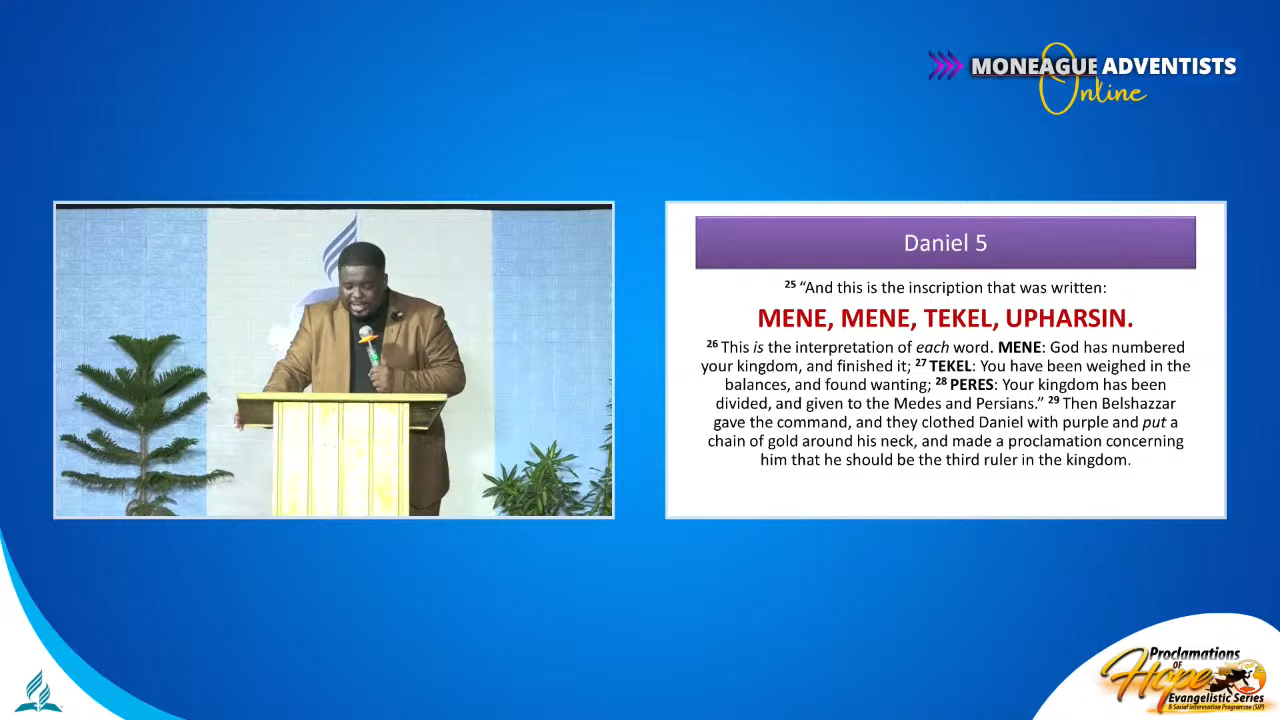 MONEAGUE ADVENTISTS
Online
Daniel 5
25 “And this is the inscription that was written:
MENE, MENE, TEKEL, UPHARSIN.
26 This is the interpretation of each word. MENE: God has numbered
your kingdom, and finished it; 27 TEKEL: You have been weighed in the
balances, and found wanting; 28 PERES: Your kingdom has been
divided, and given to the Medes and Persians.” 29 Then Belshazzar
gave the command, and they clothed Daniel with purple and put a
chain of gold around his neck, and made a proclamation concerning
him that he should be the third ruler in the kingdom.
Proclamations
OF
Hope
Evangelistic Series
& Social Intervention Programme (SIP)